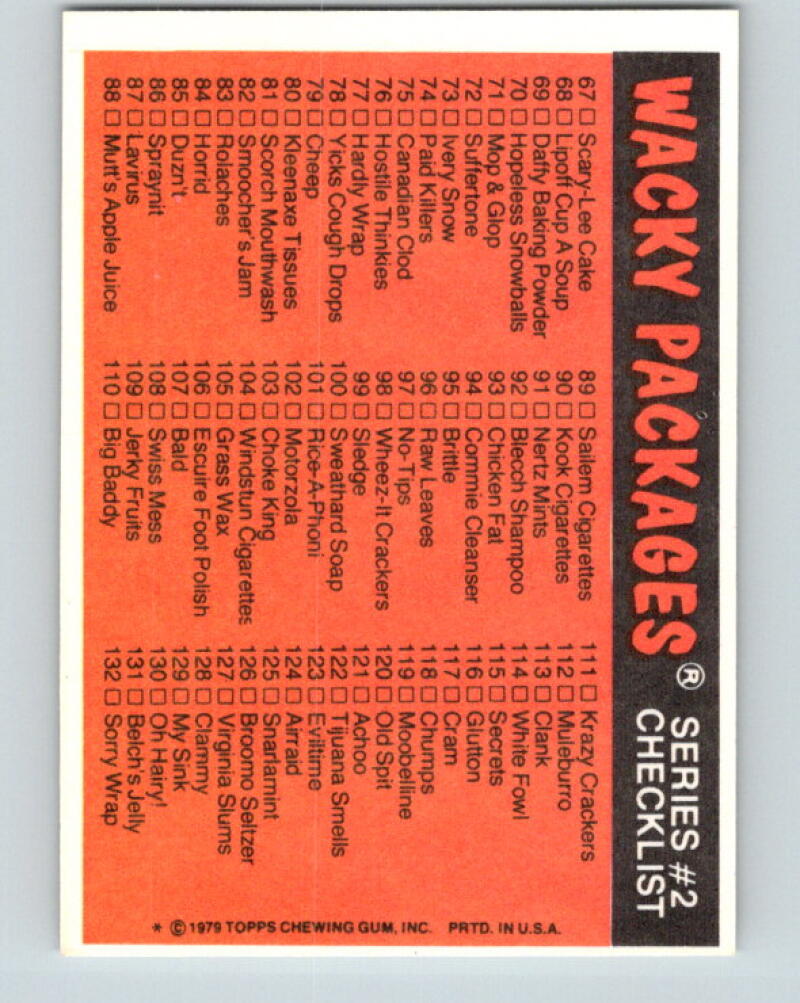 WACKY PACKAGES® SERIES #2 CHECKLIST
67 □ Scary-Lee Cake
68 □ Lipoff Cup A Soup
69 □ Daffy Baking Powder
70 □ Hopeless Snowballs
71 □ Mop & Glop
72 □ Suffertone
73 □ Ivery Snow
74 □ Paid Killers
75 □ Canadian Clod
76 □ Hostile Thinkies
77 □ Hardly Wrap
78 □ Yicks Cough Drops
79 □ Cheep
80 □ Kleenaxe Tissues
81 □ Scorch Mouthwash
82 □ Smoocher's Jam
83 □ Rolaches
84 □ Horrid
85 □ Duzn't
86 □ Spraynit
87 □ Lavirus
88 □ Mutt's Apple Juice
89 □ Sailem Cigarettes
90 □ Kook Cigarettes
91 □ Nertz Mints
92 □ Blecch Shampoo
93 □ Chicken Fat
94 □ Commie Cleanser
95 □ Brittle
96 □ Raw Leaves
97 □ No-Tips
98 □ Wheez-It Crackers
99 □ Sledge
100 □ Sweathard Soap
101 □ Rice-A-Phoni
102 □ Motorzola
103 □ Choke King
104 □ Windstun Cigarettes
105 □ Grass Wax
106 □ Escuire Foot Polish
107 □ Bald
108 □ Swiss Mess
109 □ Jerky Fruits
110 □ Big Baddy
111 □ Krazy Crackers
112 □ Muleburro
113 □ Clank
114 □ White Fowl
115 □ Secrets
116 □ Glutton
117 □ Cram
118 □ Chumps
119 □ Moobelline
120 □ Old Spit
121 □ Achoo
122 □ Tijuana Smells
123 □ Eviltime
124 □ Airraid
125 □ Snarlamint
126 □ Broomo Seltzer
127 □ Virginia Slums
128 □ Clammy
129 □ My Sink
130 □ Oh Hairy!
131 □ Belch's Jelly
132 □ Sorry Wrap
* © 1979 TOPPS CHEWING GUM, INC. PRTD. IN U.S.A.